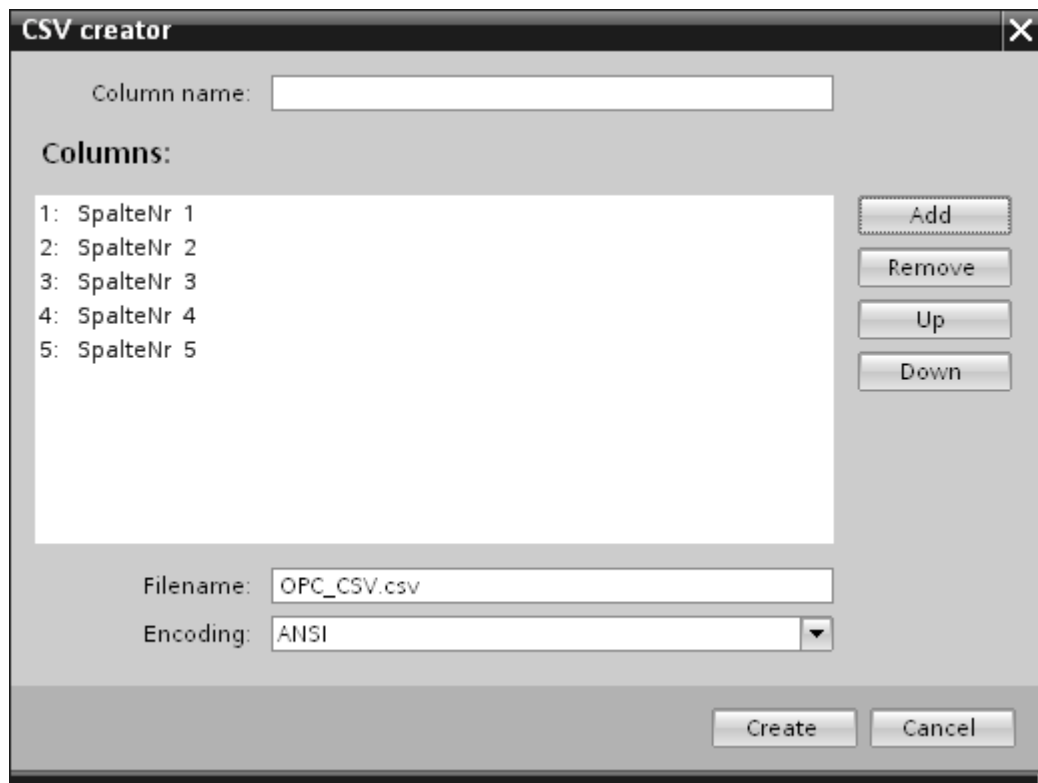 CSV creator
Column name:
Columns:
1: SpalteNr 1
2: SpalteNr 2
3: SpalteNr 3
4: SpalteNr 4
5: SpalteNr 5
Add
Remove
Up
Down
Filename: OPC_CSV.csv
Encoding: ANSI
Create Cancel